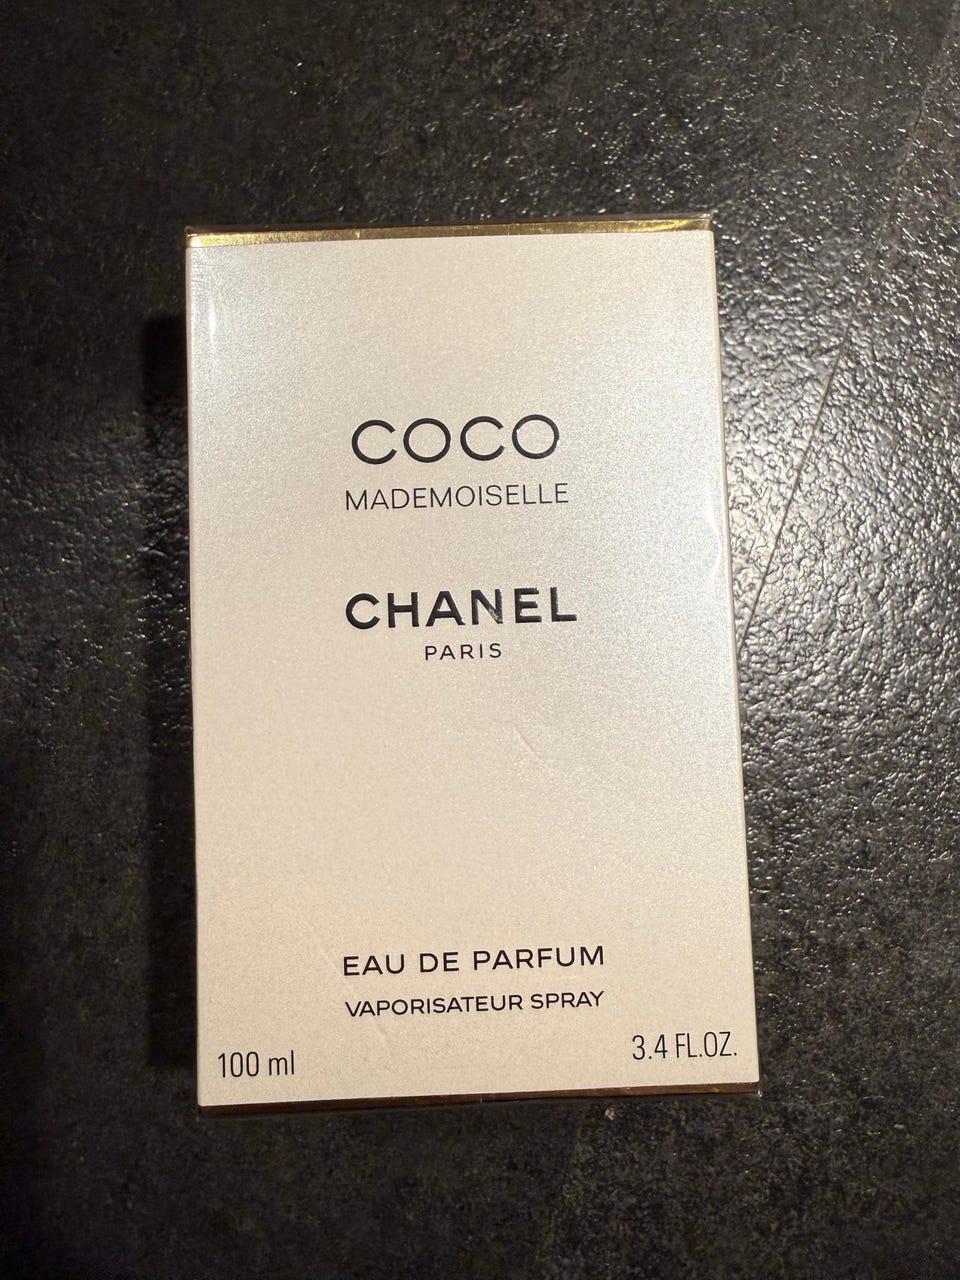 COCO
MADEMOISELLE
CHANEL
PARIS
EAU DE PARFUM
VAPORISATEUR SPRAY
100 ml
3.4 FL.OZ.